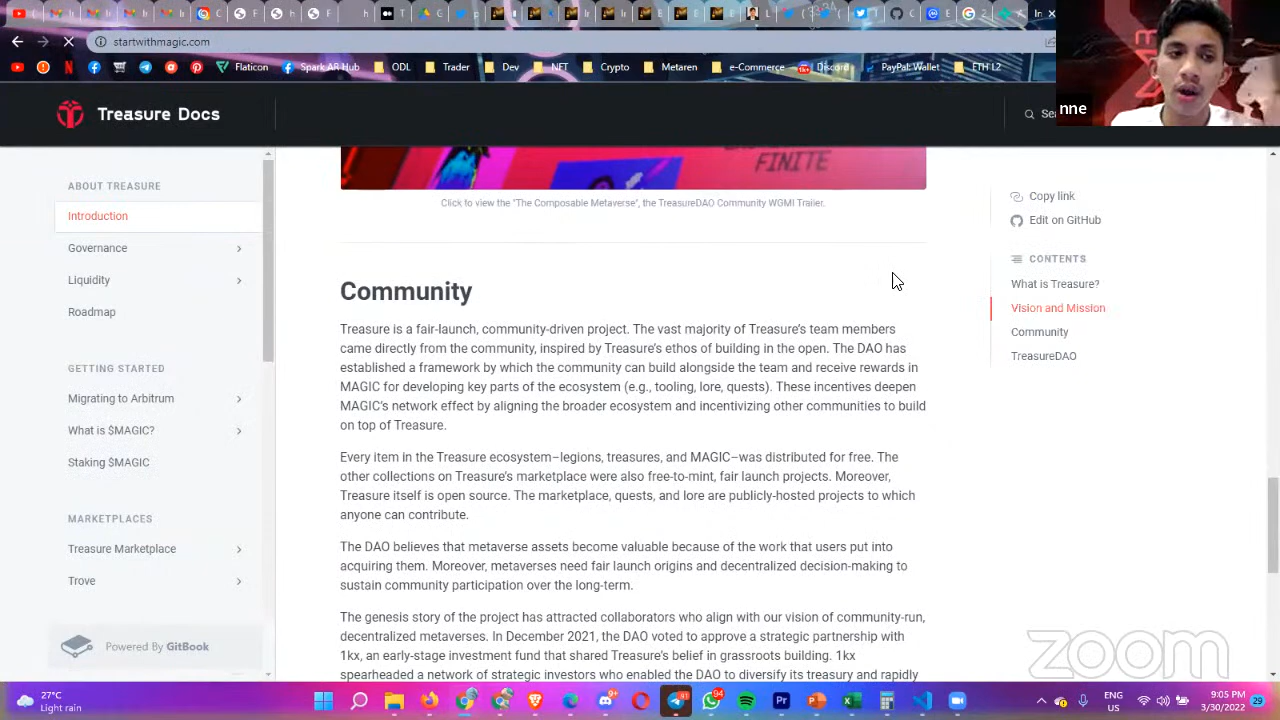 startwithmagic.com
Flaticon
Spark AR Hub
ODL
Trader
Dev
NFT
Crypto
Metaren
e-Commerce
Discord
PayPal: Wallet
ETH L2
nne
Treasure Docs
ABOUT TREASURE
Introduction
Governance
Liquidity
Roadmap
GETTING STARTED
Migrating to Arbitrum
What is $MAGIC?
Staking $MAGIC
MARKETPLACES
Treasure Marketplace
Trove
Powered By GitBook
FINITE
Click to view the "The Composable Metaverse", the TreasureDAO Community WGMI Trailer.
Community
Treasure is a fair-launch, community-driven project. The vast majority of Treasure's team members
came directly from the community, inspired by Treasure's ethos of building in the open. The DAO has
established a framework by which the community can build alongside the team and receive rewards in
MAGIC for developing key parts of the ecosystem (e.g., tooling, lore, quests). These incentives deepen
MAGIC's network effect by aligning the broader ecosystem and incentivizing other communities to build
on top of Treasure.
Every item in the Treasure ecosystem–legions, treasures, and MAGIC–was distributed for free. The
other collections on Treasure's marketplace were also free-to-mint, fair launch projects. Moreover,
Treasure itself is open source. The marketplace, quests, and lore are publicly-hosted projects to which
anyone can contribute.
The DAO believes that metaverse assets become valuable because of the work that users put into
acquiring them. Moreover, metaverses need fair launch origins and decentralized decision-making to
sustain community participation over the long-term.
The genesis story of the project has attracted collaborators who align with our vision of community-run,
decentralized metaverses. In December 2021, the DAO voted to approve a strategic partnership with
1kx, an early-stage investment fund that shared Treasure's belief in grassroots building. 1kx
spearheaded a network of strategic investors who enabled the DAO to diversify its treasury and rapidly
Copy link
Edit on GitHub
CONTENTS
What is Treasure?
Vision and Mission
Community
TreasureDAO
zoom
27°C
Light rain
94
ENG
US
9:05 PM
3/30/2022
29